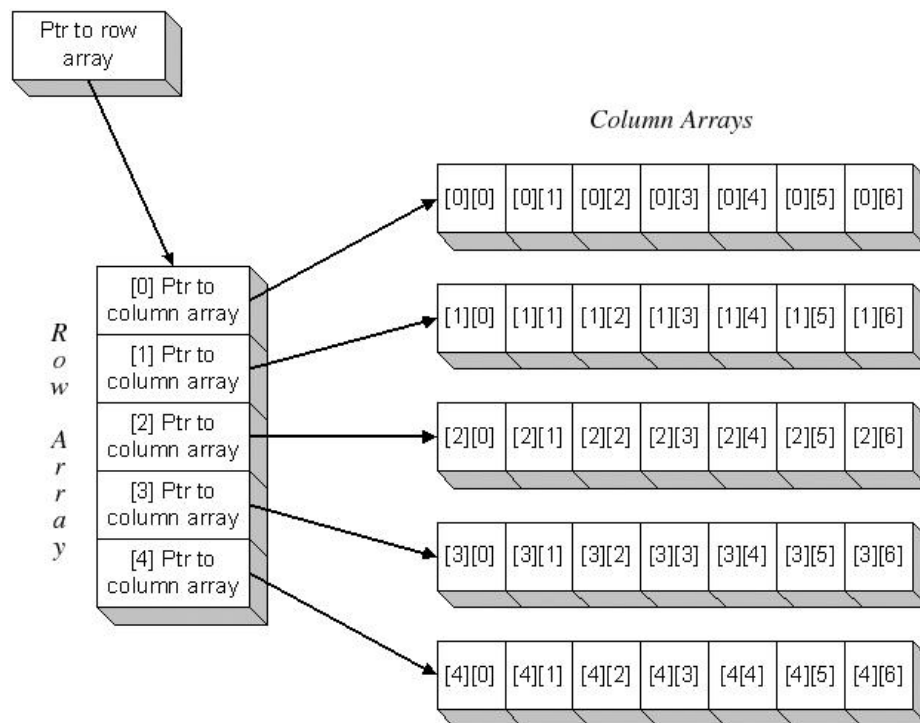 Ptr to row
array
Column Arrays
[0][0] [0][1] [0][2] [0][3] [0][4] [0][5] [0][6]
[0] Ptr to
column array
[1] Ptr to
column array
[2] Ptr to
column array
[3] Ptr to
column array
[4] Ptr to
column array
Row Array
[1][0] [1][1] [1][2] [1][3] [1][4] [1][5] [1][6]
[2][0] [2][1] [2][2] [2][3] [2][4] [2][5] [2][6]
[3][0] [3][1] [3][2] [3][3] [3][4] [3][5] [3][6]
[4][0] [4][1] [4][2] [4][3] [4[4] [4][5] [4][6]